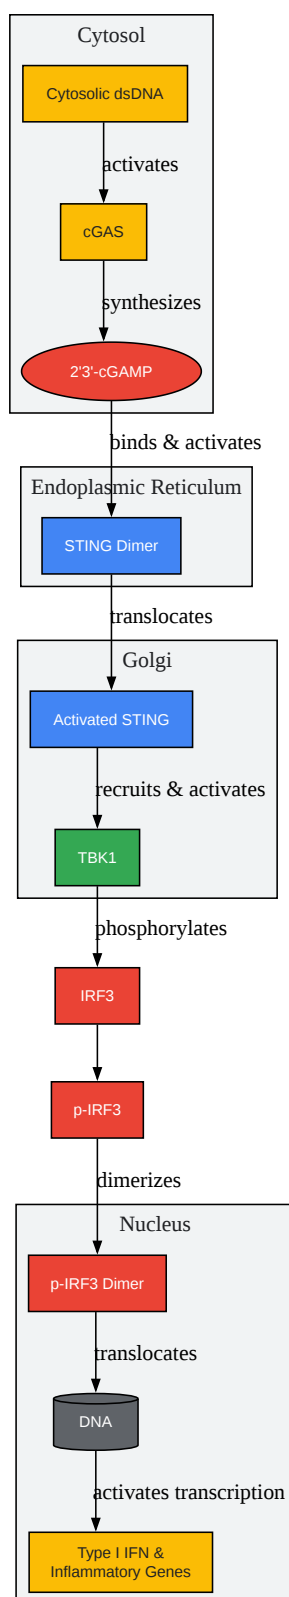 Cytosol
Cytosolic dsDNA
activates
cGAS
synthesizes
2'3'-cGAMP
binds & activates
Endoplasmic Reticulum
STING Dimer
translocates
Golgi
Activated STING
recruits & activates
TBK1
phosphorylates
IRF3
p-IRF3
dimerizes
Nucleus
p-IRF3 Dimer
translocates
DNA
activates transcription
Type I IFN &
Inflammatory Genes